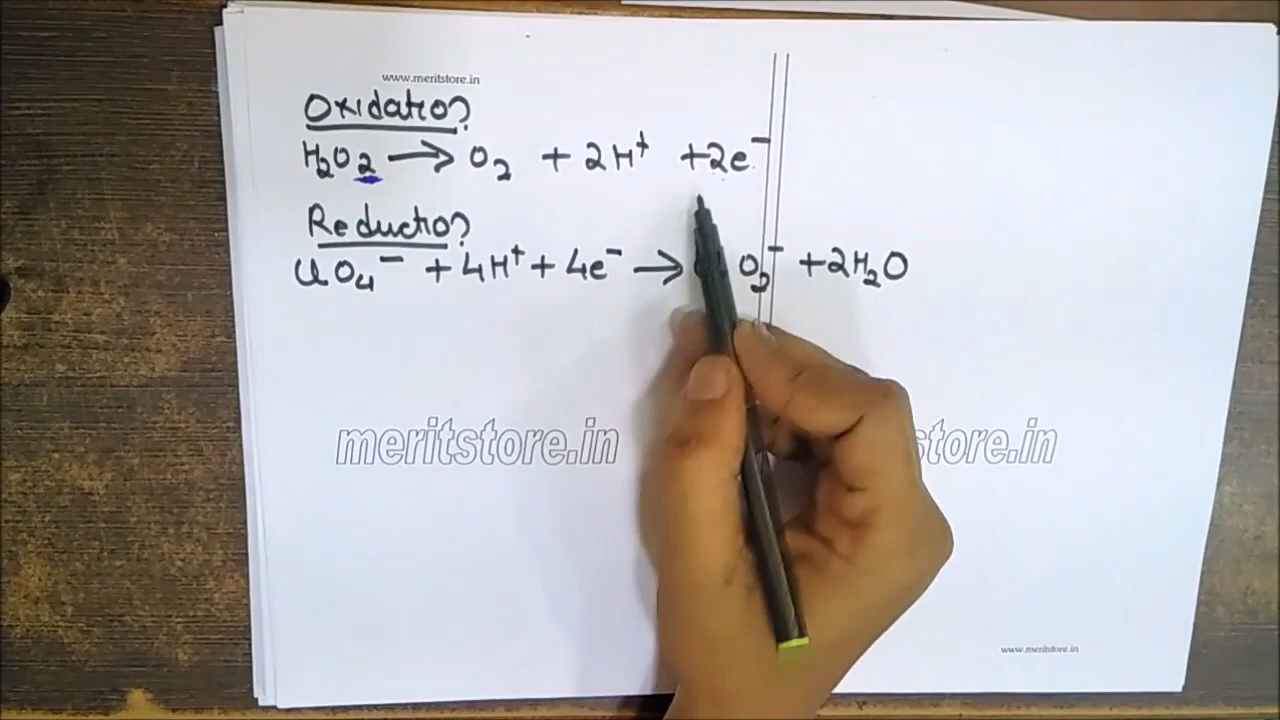 www.meritstore.in
Oxidation
H₂O₂ → O₂ + 2H⁺ + 2e⁻
Reduction
ClO₄⁻ + 4H⁺ + 4e⁻ → O₂⁻ + 2H₂O
meritstore.in
store.in
www.meritstore.in